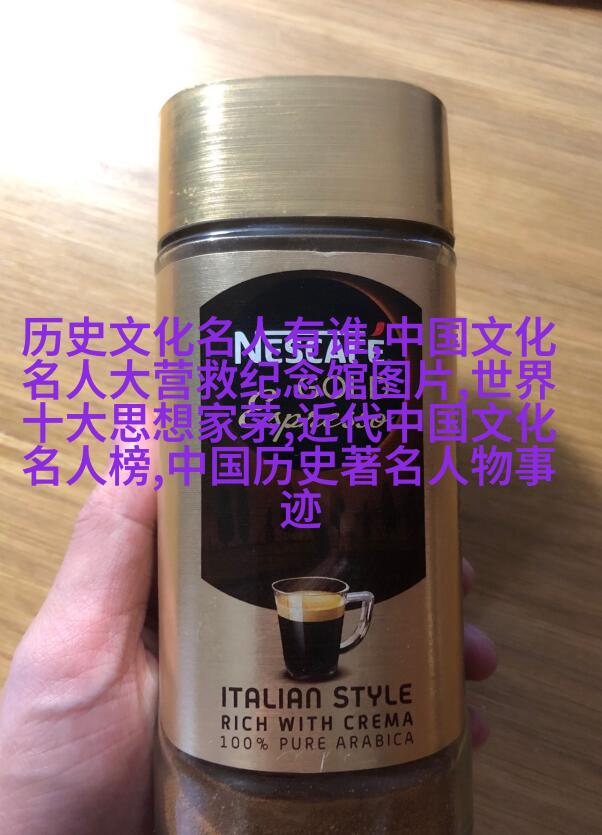 历史文化名人有谁,中国文化
名人大营救纪念馆图片,世界
十大思想家茅,近代中国文化
名人榜,中国历史著名人物事
迹
NESCAFÉ
GOLD
Espresso
ITALIAN STYLE
RICH WITH CREMA
100% PURE ARABICA